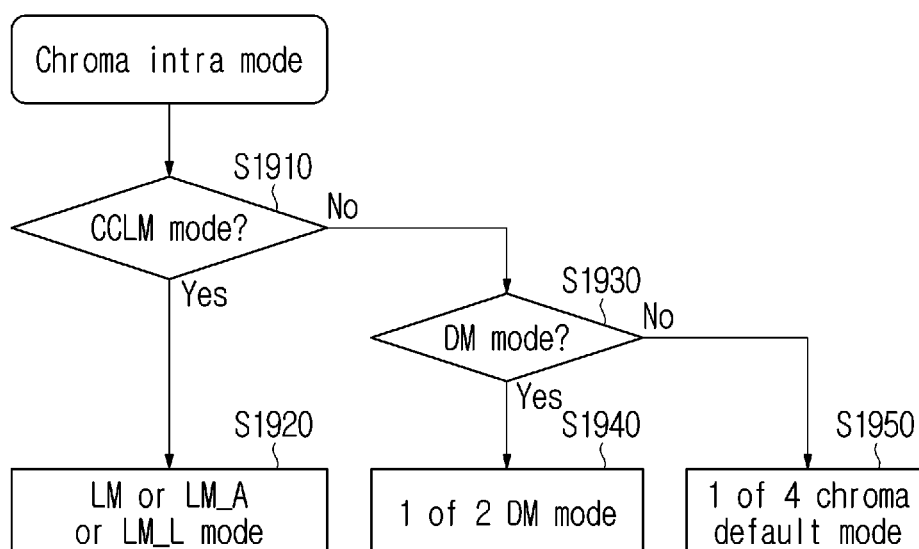 Chroma intra mode
S1910
CCLM mode?
No
Yes
S1930
DM mode?
No
Yes
S1920
LM or LM_A
or LM_L mode
S1940
1 of 2 DM mode
S1950
1 of 4 chroma
default mode